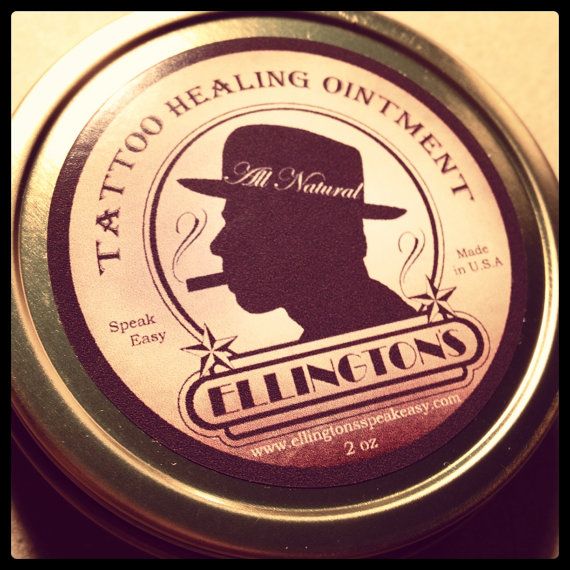 TATTOO HEALING OINTMENT
All Natural
Speak
Easy
Made
in U.S.A
ELLINGTONS
www.ellingtonsspeakeasy.com
2 oz